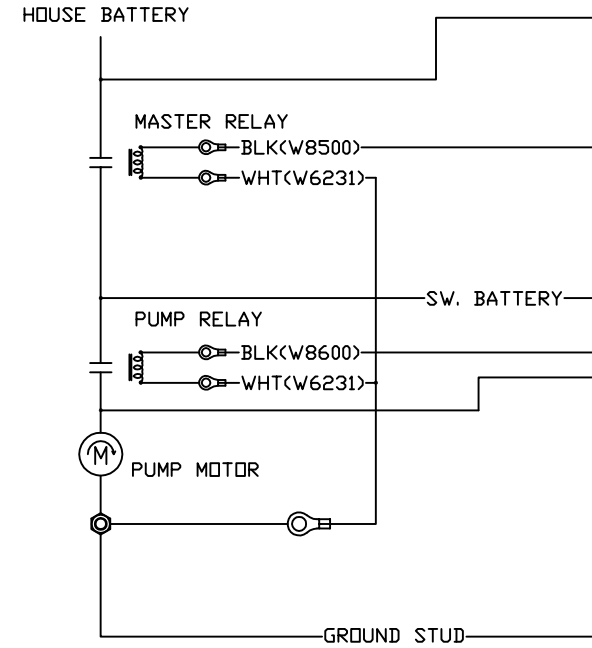 HOUSE BATTERY
MASTER RELAY
BLK(W8500)
WHT(W6231)
SW. BATTERY
PUMP RELAY
BLK(W8600)
WHT(W6231)
M
PUMP MOTOR
GROUND STUD